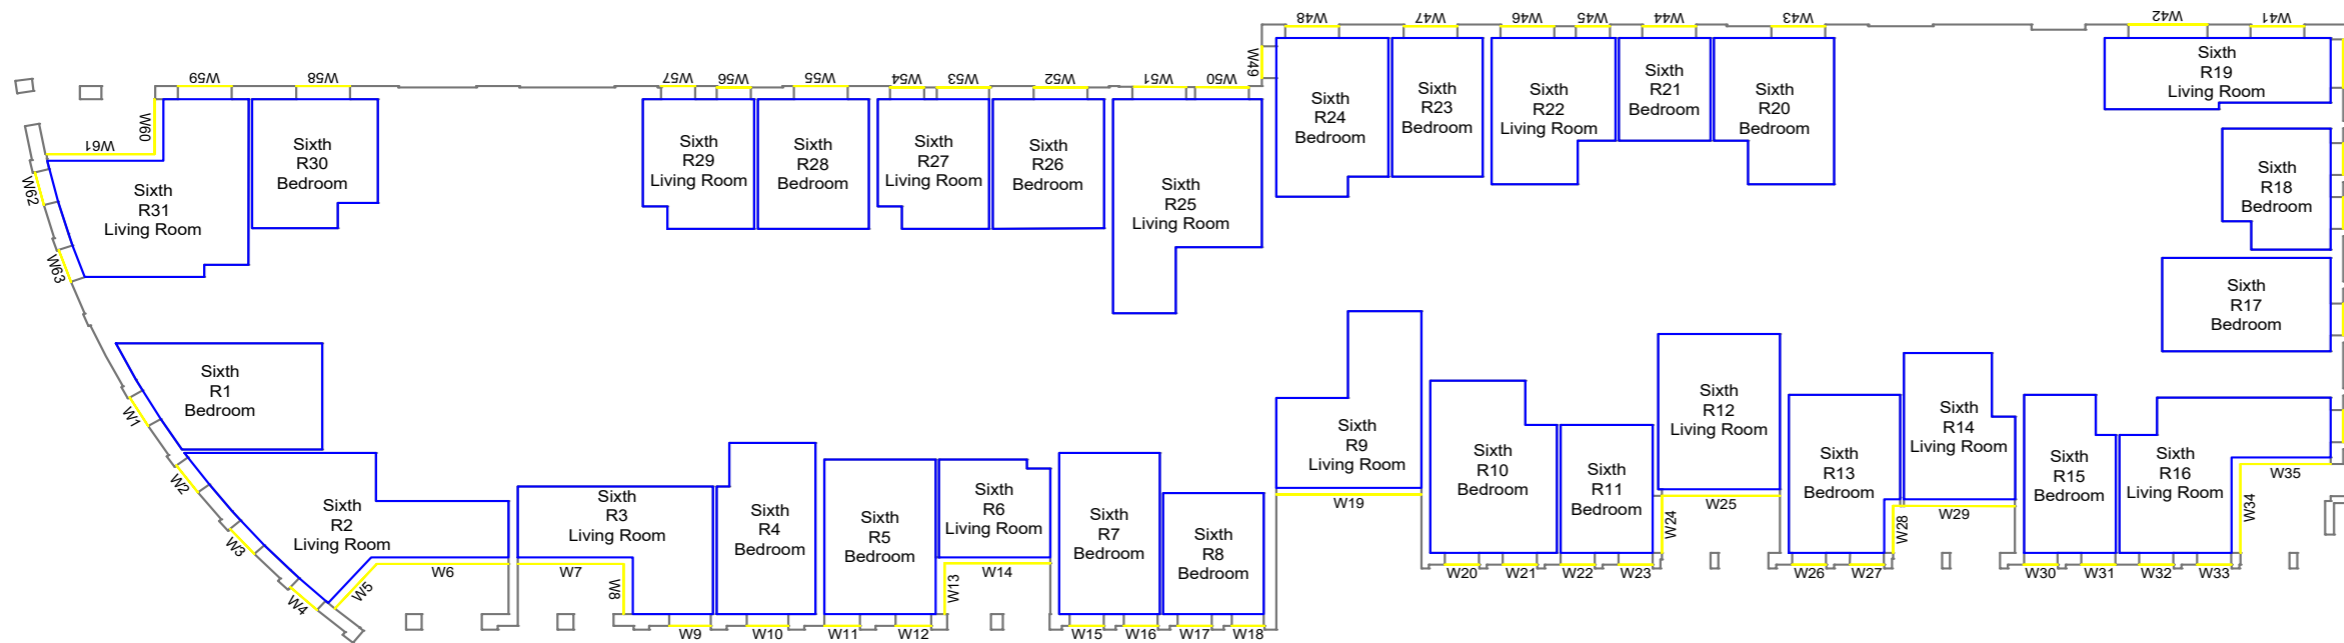 W48
W47
W46
W45
W44
W43
W42
W41
W59
W58
W57
W56
W55
W54
W53
W52
W51
W50
W49
W60
W61
W62
W63
Sixth
R31
Living Room
Sixth
R30
Bedroom
Sixth
R29
Living Room
Sixth
R28
Bedroom
Sixth
R27
Living Room
Sixth
R26
Bedroom
Sixth
R25
Living Room
Sixth
R24
Bedroom
Sixth
R23
Bedroom
Sixth
R22
Living Room
Sixth
R21
Bedroom
Sixth
R20
Bedroom
Sixth
R19
Living Room
Sixth
R18
Bedroom
Sixth
R17
Bedroom
Sixth
R1
Bedroom
Sixth
R2
Living Room
Sixth
R3
Living Room
Sixth
R4
Bedroom
Sixth
R5
Bedroom
Sixth
R6
Living Room
Sixth
R7
Bedroom
Sixth
R8
Bedroom
Sixth
R9
Living Room
Sixth
R10
Bedroom
Sixth
R11
Bedroom
Sixth
R12
Living Room
Sixth
R13
Bedroom
Sixth
R14
Living Room
Sixth
R15
Bedroom
Sixth
R16
Living Room
W1
W2
W3
W4
W5
W6
W7
W8
W9
W10
W11
W12
W13
W14
W15
W16
W17
W18
W19
W20
W21
W22
W23
W24
W25
W26
W27
W28
W29
W30
W31
W32
W33
W34
W35